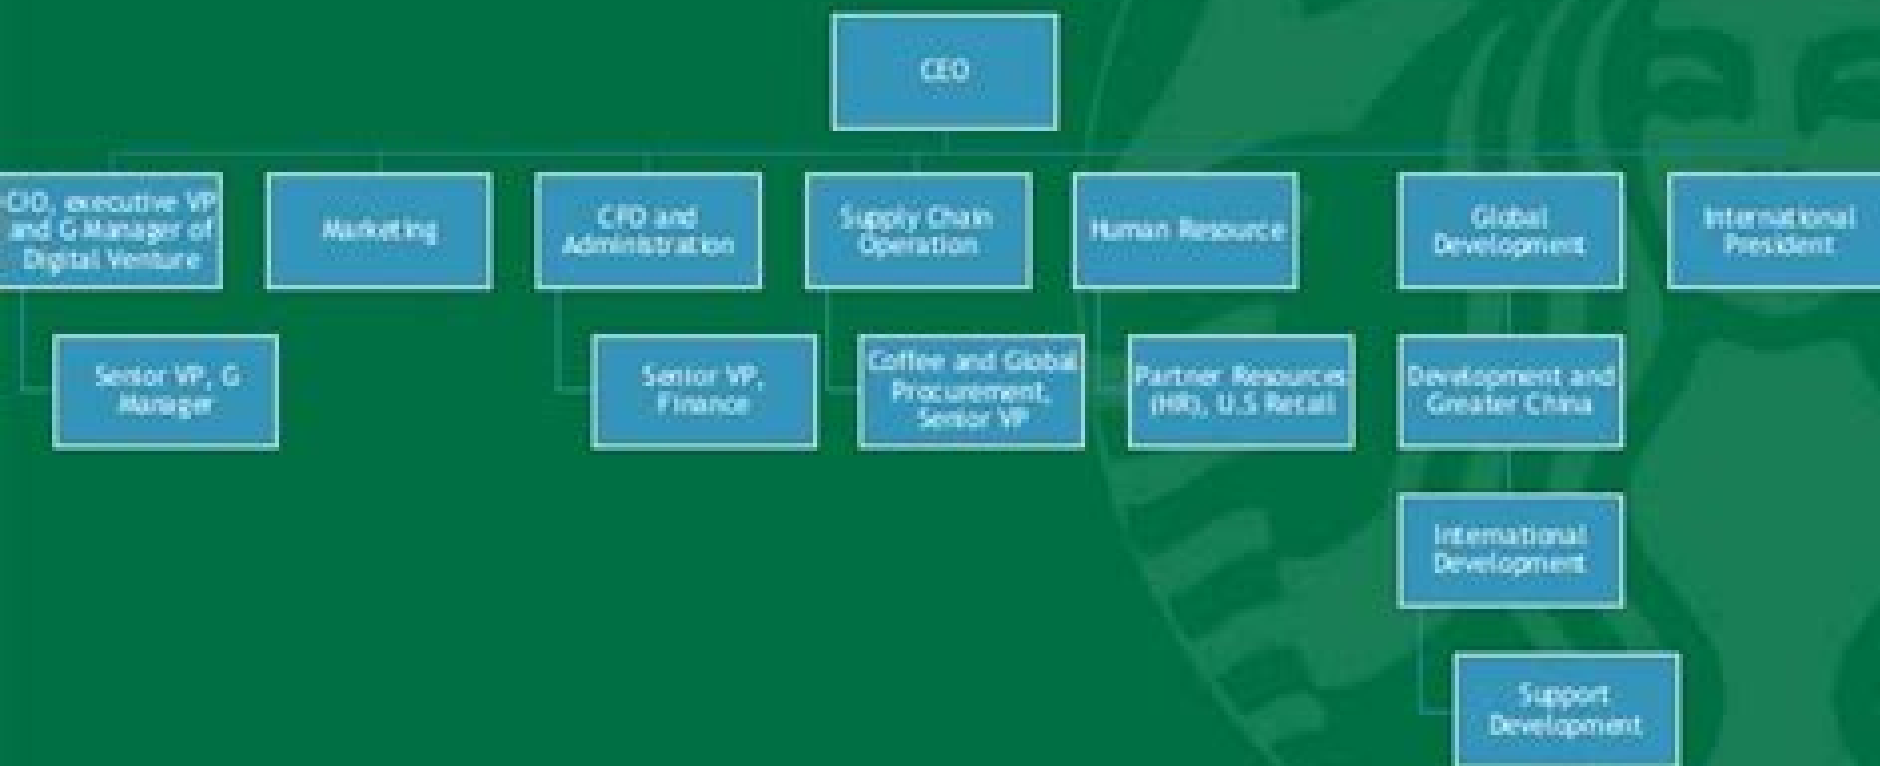 CEO
CIO, executive VP
and G Manager of
Digital Venture
Marketing
CFO and
Administration
Supply Chain
Operation
Human Resource
Global
Development
International
President
Senior VP, G
Manager
Senior VP,
Finance
Coffee and Global
Procurement,
Senior VP
Partner Resources
(HR), U.S Retail
Development and
Greater China
International
Development
Support
Development